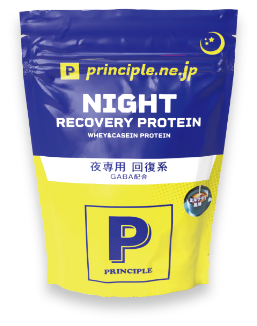 P principle.ne.jp
NIGHT
RECOVERY PROTEIN
WHEY&CASEIN PROTEIN
夜専用 回復系
GABA配合
P
PRINCIPLE